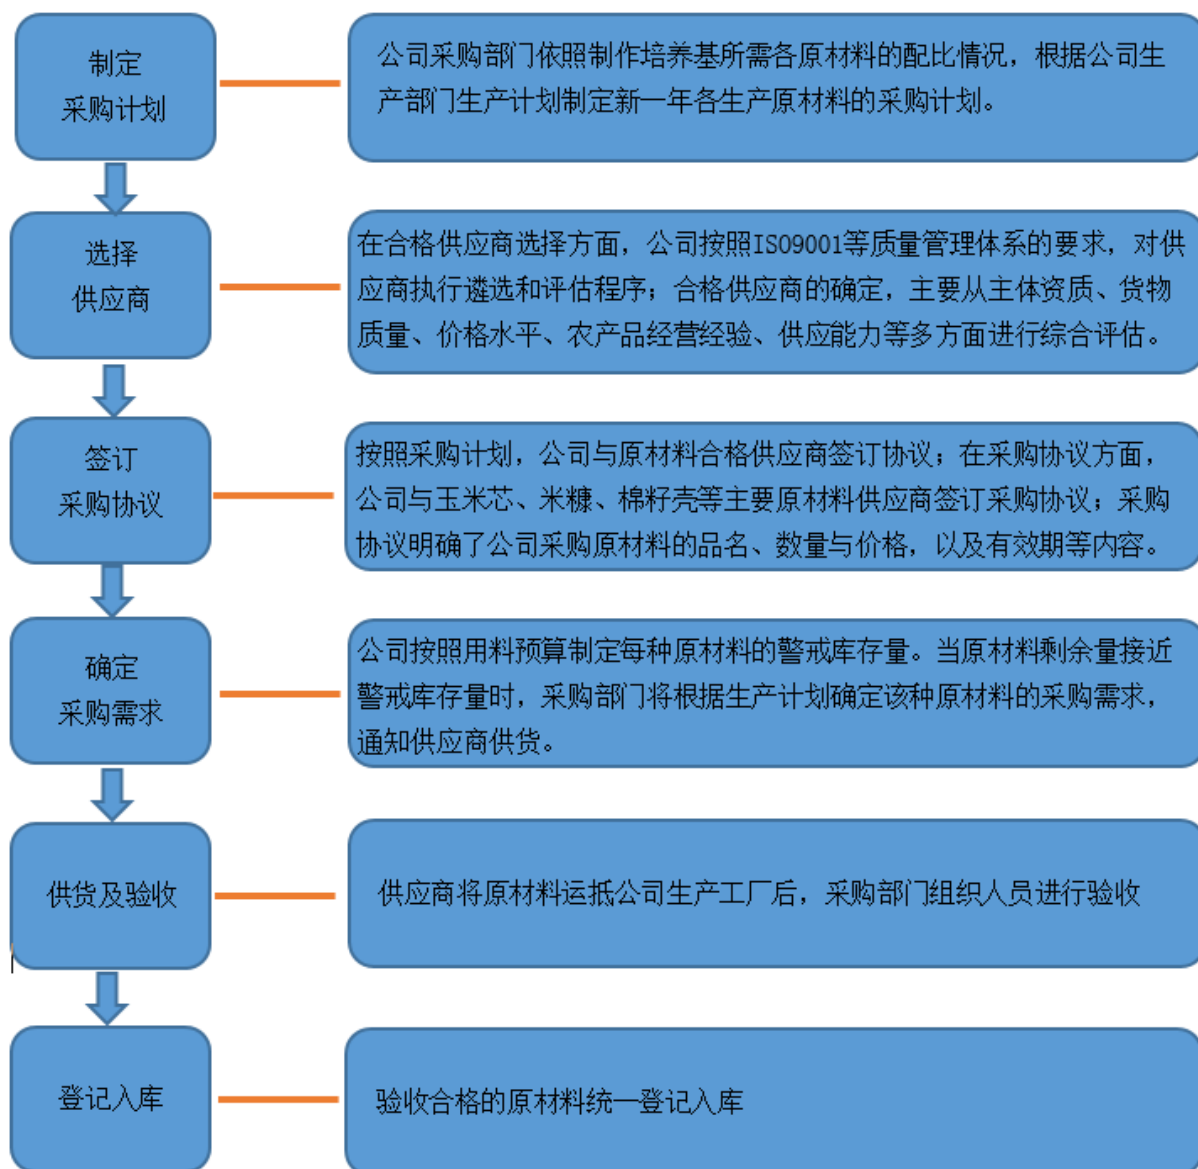 制定
采购计划
公司采购部门依照制作培养基所需各原材料的配比情况，根据公司生
产部门生产计划制定新一年各生产原材料的采购计划。
选择
供应商
在合格供应商选择方面，公司按照ISO9001等质量管理体系的要求，对供
应商执行遴选和评估程序；合格供应商的确定，主要从主体资质、货物
质量、价格水平、农产品经营经验、供应能力等多方面进行综合评估。
签订
采购协议
按照采购计划，公司与原材料合格供应商签订协议；在采购协议方面，
公司与玉米芯、米糠、棉籽壳等主要原材料供应商签订采购协议；采购
协议明确了公司采购原材料的品名、数量与价格，以及有效期等内容。
确定
采购需求
公司按照用料预算制定每种原材料的警戒库存量。当原材料剩余量接近
警戒库存量时，采购部门将根据生产计划确定该种原材料的采购需求，
通知供应商供货。
供货及验收
供应商将原材料运抵公司生产工厂后，采购部门组织人员进行验收
登记入库
验收合格的原材料统一登记入库